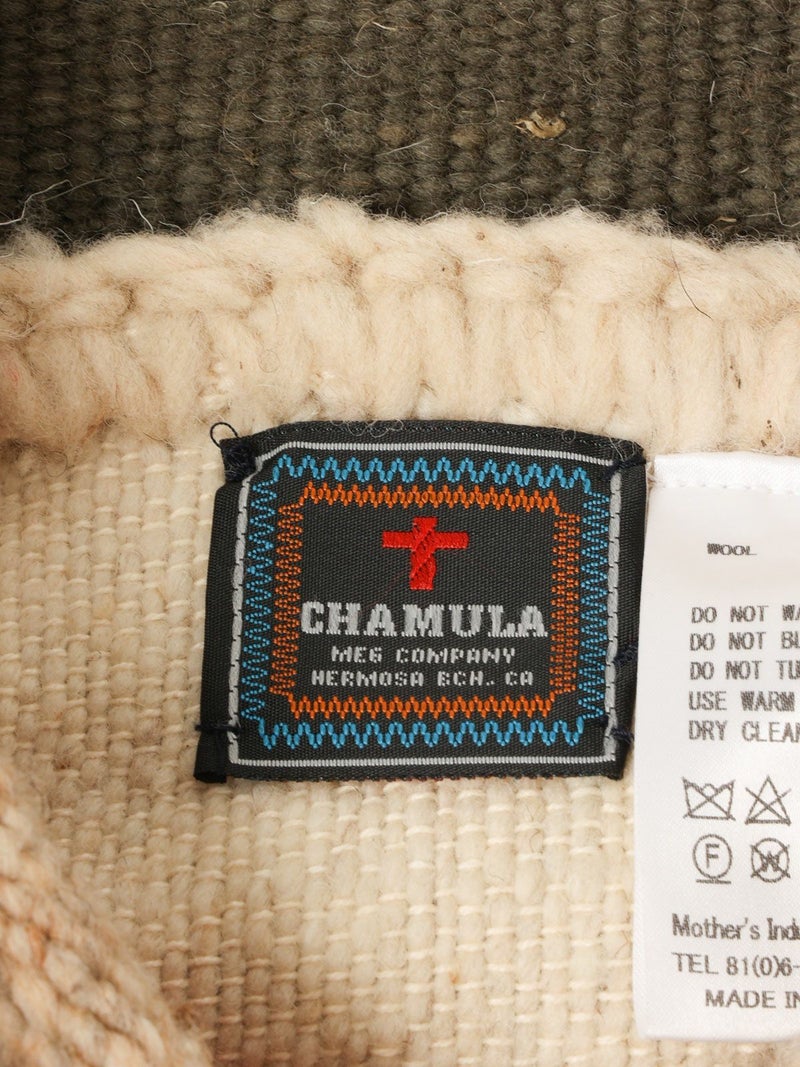 CHAMULA
MEG COMPANY
HERMOSA BCH. CA
WOOL
DO NOT
DO NOT
DO NOT
USE WARM
DRY CLEAN
F
W
Mother's
TEL 81(0)6-
MADE IN